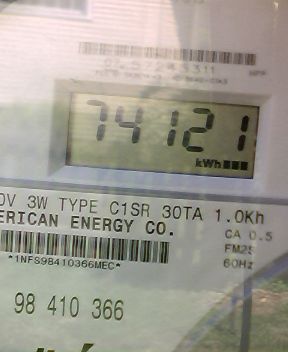 74121
kWh
0V 3W TYPE C1SR 30TA 1.0Kh
ERICAN ENERGY CO.
CA 0.5
FM2S
60Hz
*1NFS98410366MEC*
98 410 366